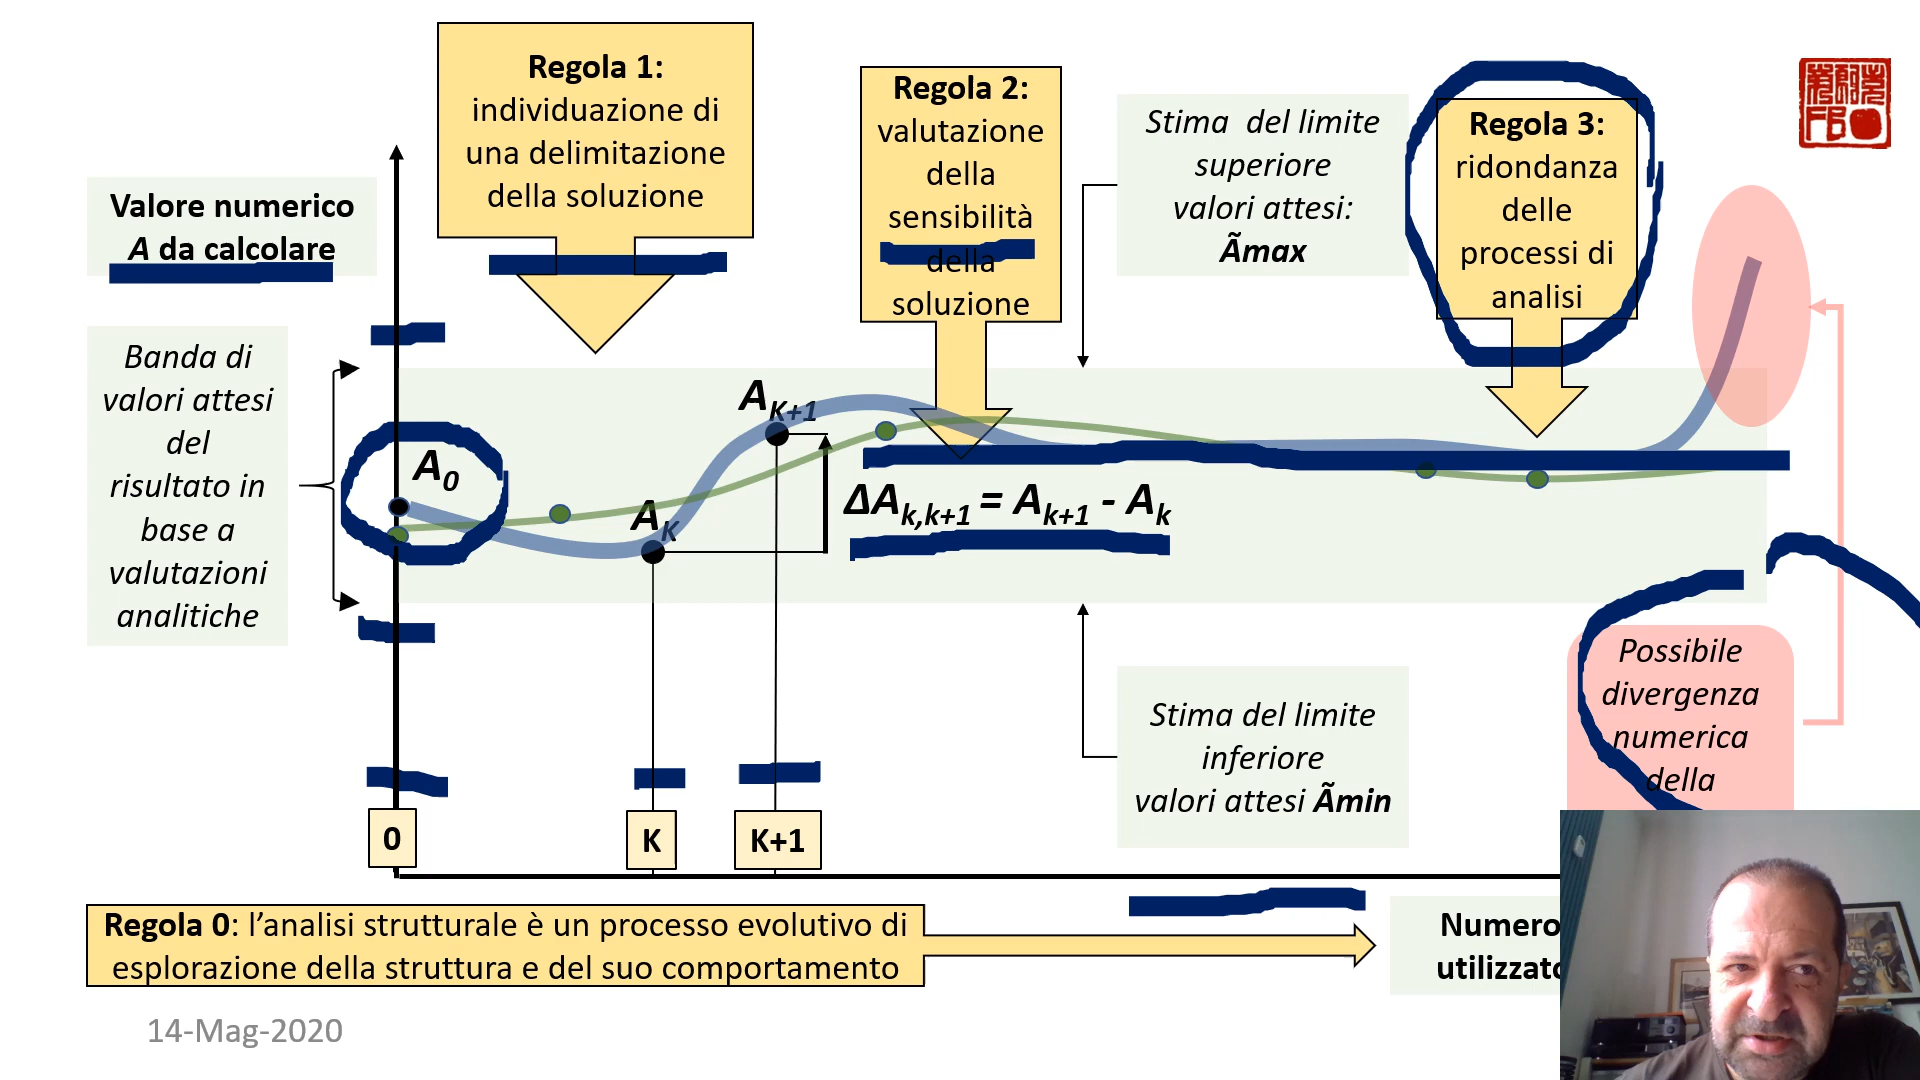 Regola 1:
individuazione di
una delimitazione
della soluzione
Regola 2:
valutazione
della
sensibilità
della
soluzione
Stima del limite
superiore
valori attesi:
Ãmax
Regola 3:
ridondanza
delle
processi di
analisi
Valore numerico
A da calcolare
Banda di
valori attesi
del
risultato in
base a
valutazioni
analitiche
A0
AK
AK+1
ΔAk,k+1 = Ak+1 - Ak
Stima del limite
inferiore
valori attesi Ãmin
Possibile
divergenza
numerica
della
0
K
K+1
Regola 0: l’analisi strutturale è un processo evolutivo di
esplorazione della struttura e del suo comportamento
Numero
14-Mag-2020